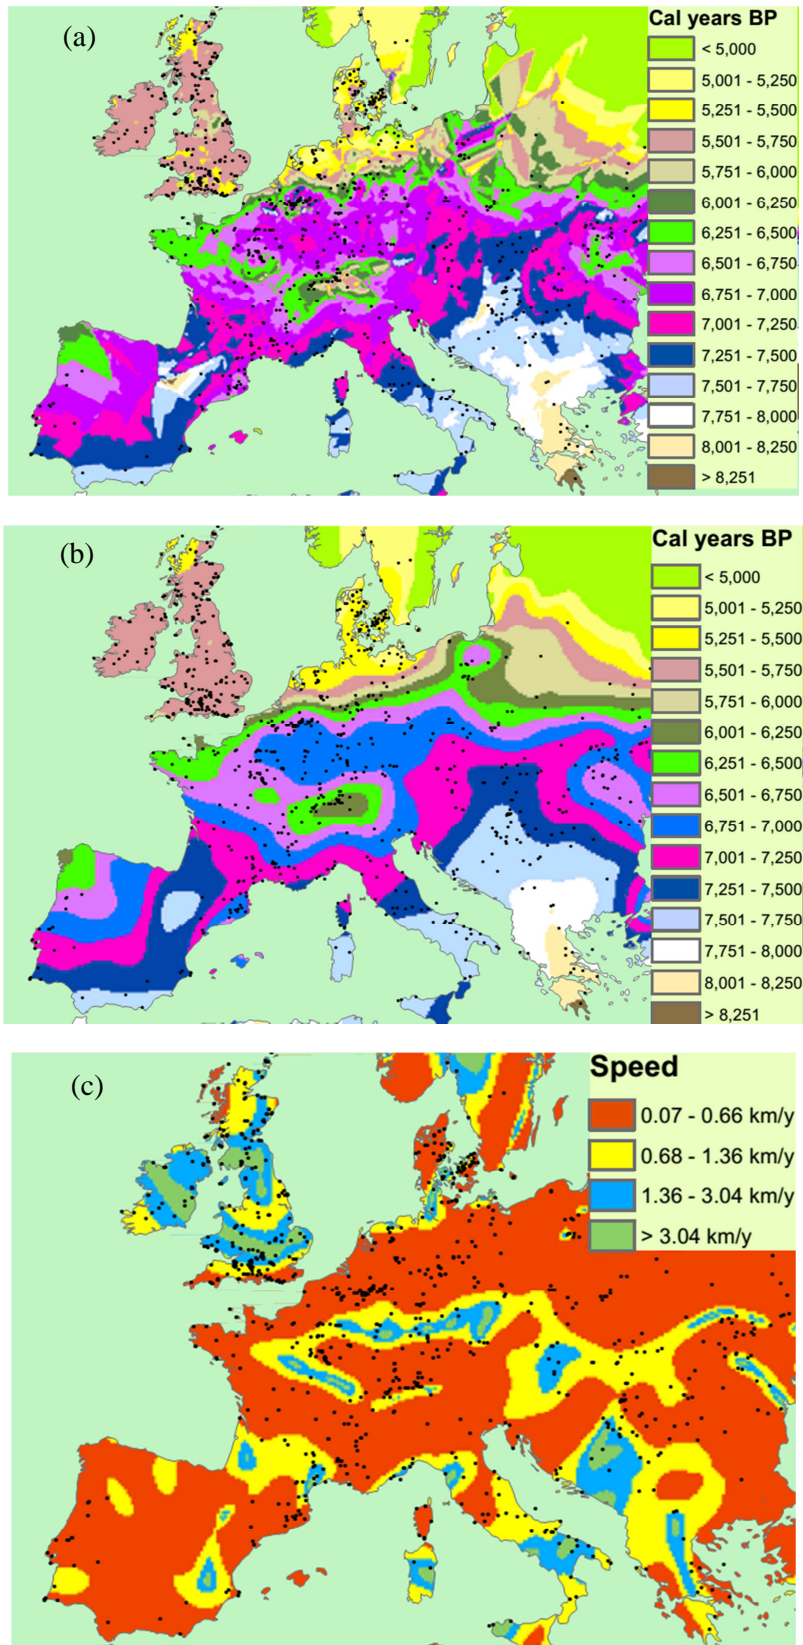 (a)
Cal years BP
< 5,000
5,001 - 5,250
5,251 - 5,500
5,501 - 5,750
5,751 - 6,000
6,001 - 6,250
6,251 - 6,500
6,501 - 6,750
6,751 - 7,000
7,001 - 7,250
7,251 - 7,500
7,501 - 7,750
7,751 - 8,000
8,001 - 8,250
> 8,251
(b)
Cal years BP
< 5,000
5,001 - 5,250
5,251 - 5,500
5,501 - 5,750
5,751 - 6,000
6,001 - 6,250
6,251 - 6,500
6,501 - 6,750
6,751 - 7,000
7,001 - 7,250
7,251 - 7,500
7,501 - 7,750
7,751 - 8,000
8,001 - 8,250
> 8,251
(c)
Speed
0.07 - 0.66 km/y
0.68 - 1.36 km/y
1.36 - 3.04 km/y
> 3.04 km/y